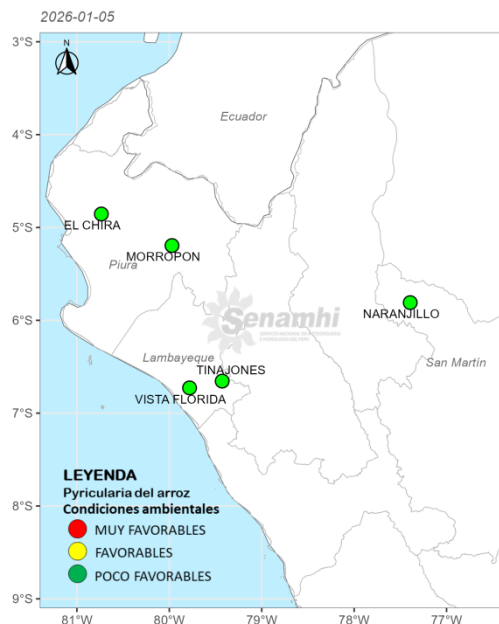 2026-01-05
3°S
N
Ecuador
4°S
5°S
EL CHIRA
MORROPON
Piura
6°S
NARANJILLO
Senamhi
Lambayeque
TINAJONES
San Martín
VISTA FLORIDA
7°S
LEYENDA
Pyricularia del arroz
Condiciones ambientales
MUY FAVORABLES
FAVORABLES
POCO FAVORABLES
8°S
9°S
81°W 80°W 79°W 78°W 77°W